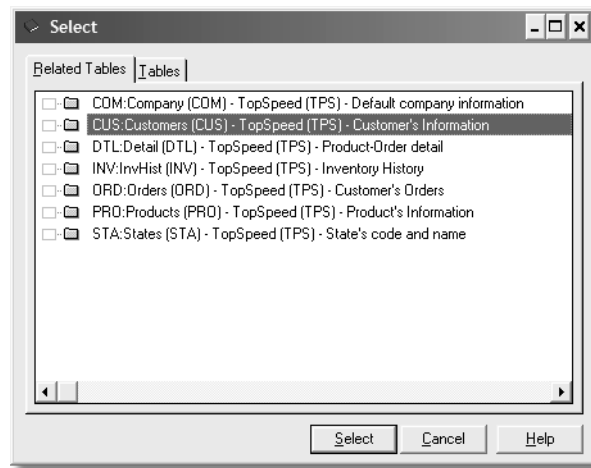 Select
Related Tables Tables
COM:Company (COM) - TopSpeed (TPS) - Default company information
CUS:Customers (CUS) - TopSpeed (TPS) - Customer's Information
DTL:Detail (DTL) - TopSpeed (TPS) - Product-Order detail
INV:InvHist (INV) - TopSpeed (TPS) - Inventory History
ORD:Orders (ORD) - TopSpeed (TPS) - Customer's Orders
PRO:Products (PRO) - TopSpeed (TPS) - Product's Information
STA:States (STA) - TopSpeed (TPS) - State's code and name
Select Cancel Help